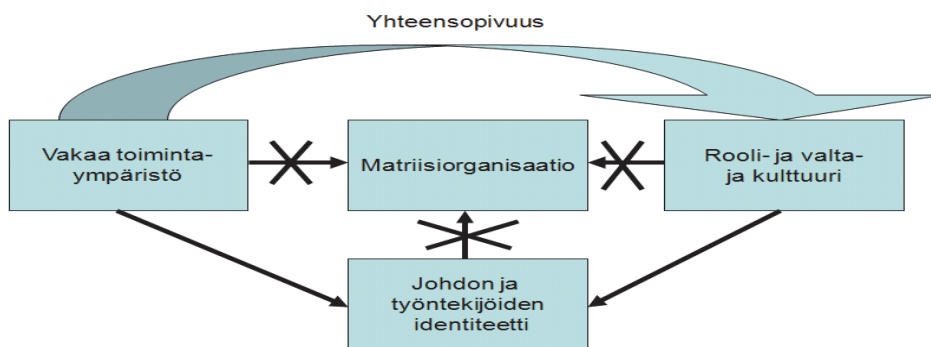 Yhteensopivuus
Vakaa toiminta-
ympäristö
Matriisiorganisaatio
Rooli- ja valta-
ja kulttuuri
Johdon ja
työntekijöiden
identiteetti